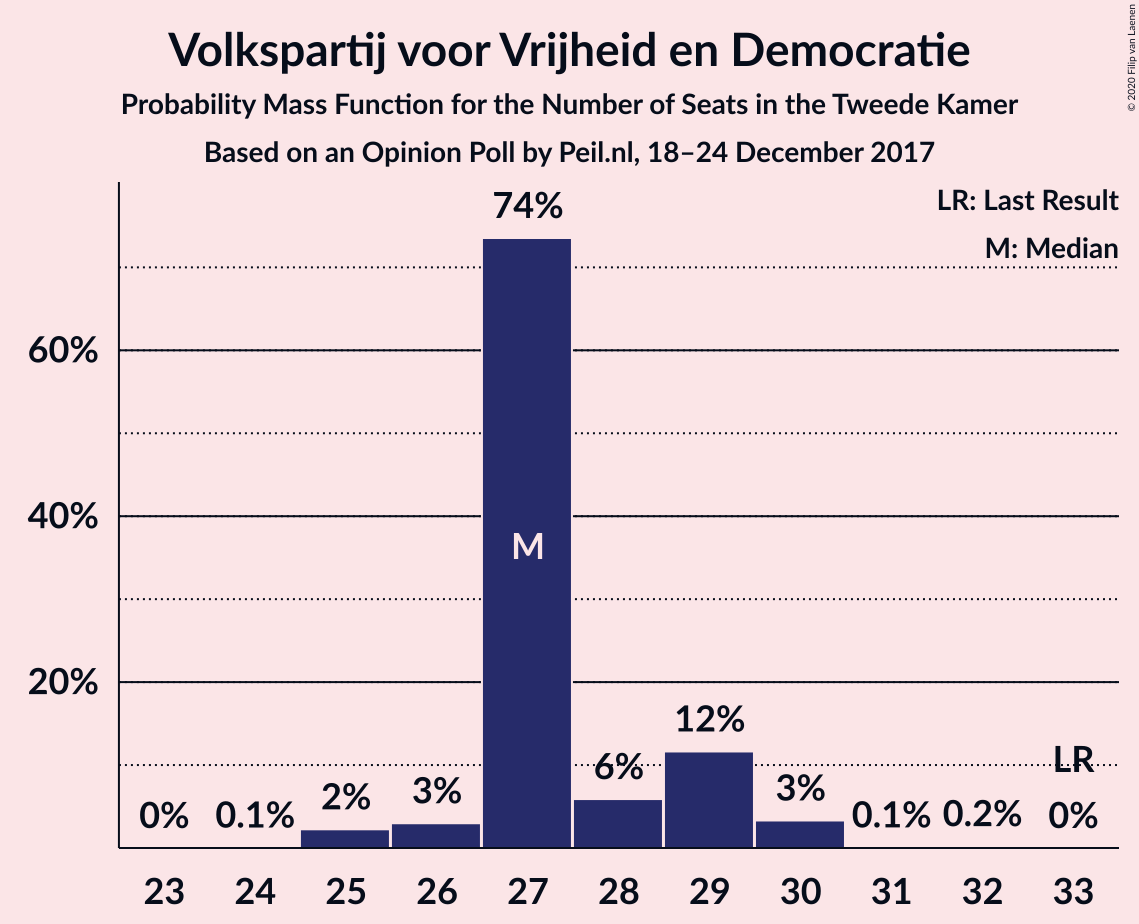 Volkspartij voor Vrijheid en Democratie
Probability Mass Function for the Number of Seats in the Tweede Kamer
Based on an Opinion Poll by Peil.nl, 18–24 December 2017
© 2020 Filip van Laenen
LR: Last Result
M: Median
60%
40%
20%
0%
0.1%
2%
3%
74%
M
6%
12%
3%
0.1%
0.2%
LR
0%
23 24 25 26 27 28 29 30 31 32 33